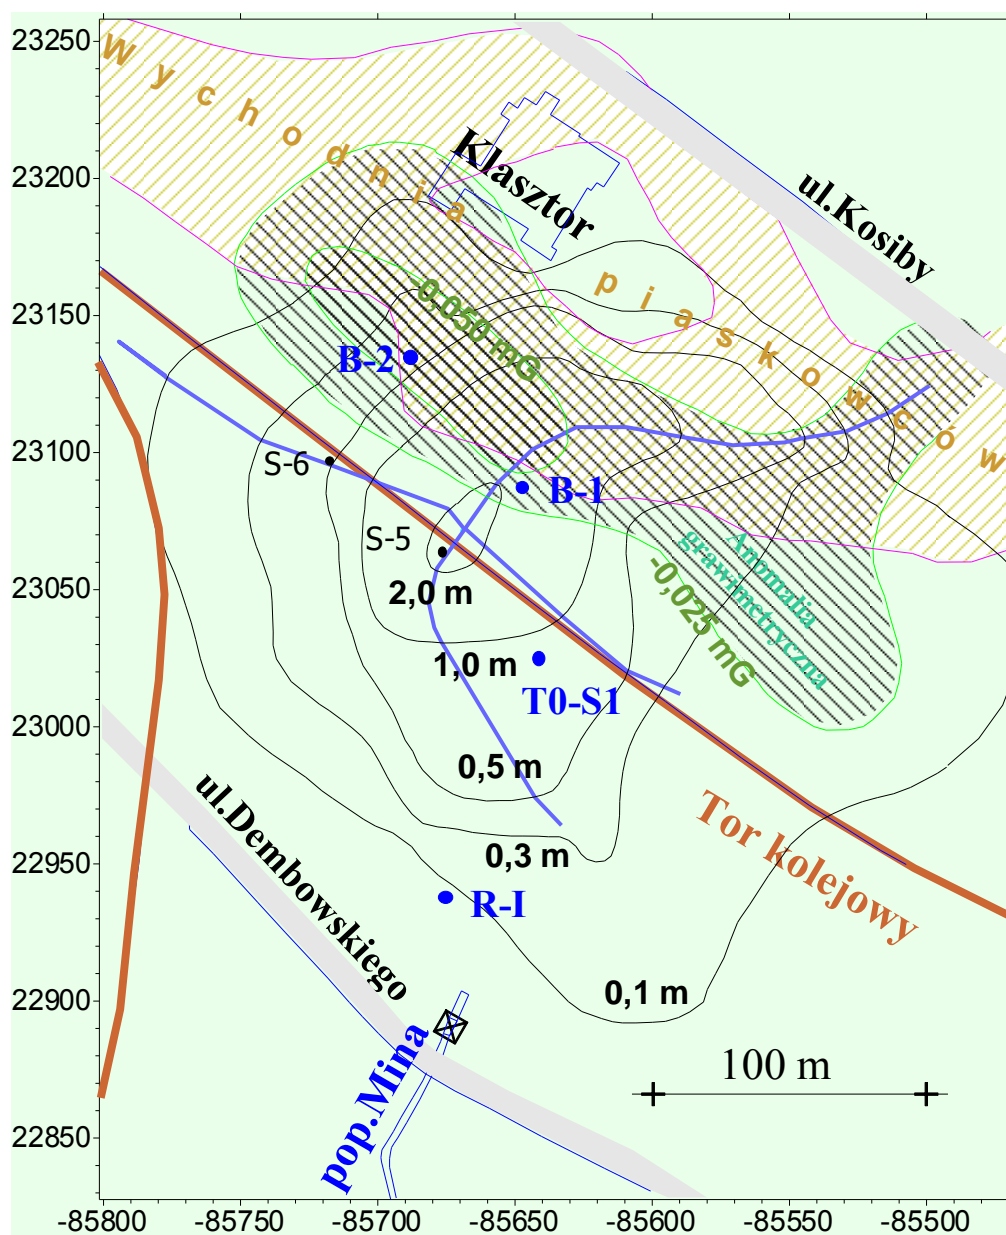 23250
23200
23150
23100
23050
23000
22950
22900
22850
Wychodnia
piaskowców
Klasztor
ul.Kosiby
-0,050 mG
B-2
S-6
B-1
S-5
2,0 m
Anomalia
grawimetryczna
-0,025 mG
1,0 m
T0-S1
0,5 m
ul.Dembowskiego
Tor kolejowy
0,3 m
R-I
0,1 m
pop.Mina
100 m
-85800 -85750 -85700 -85650 -85600 -85550 -85500